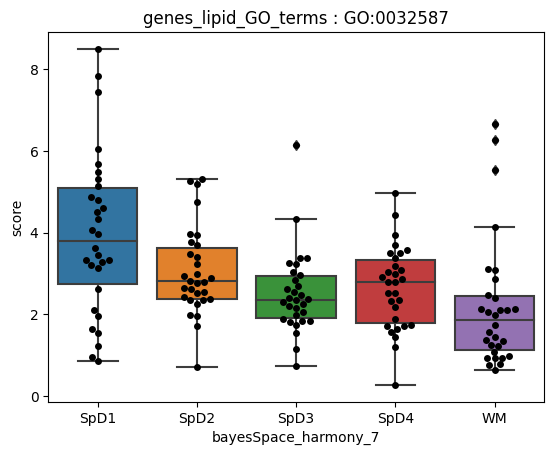 genes_lipid_GO_terms : GO:0032587
8
6
4
2
0
score
SpD1 SpD2 SpD3 SpD4 WM
bayesSpace_harmony_7